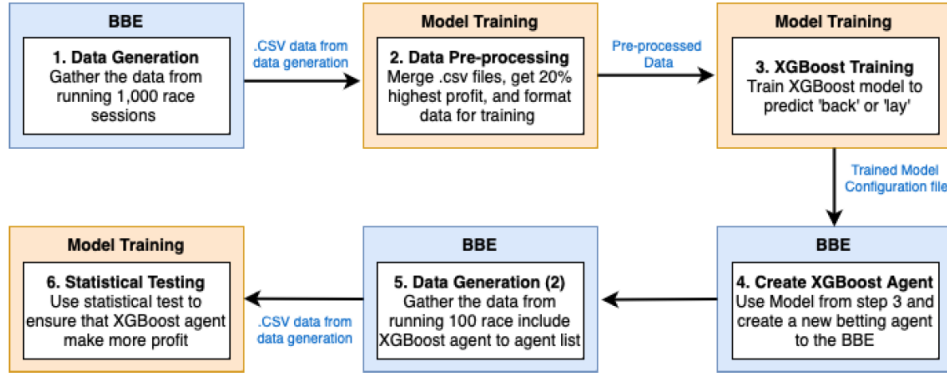 BBE
1. Data Generation
Gather the data from
running 1,000 race
sessions
.CSV data from
data generation
Model Training
2. Data Pre-processing
Merge .csv files, get 20%
highest profit, and format
data for training
Pre-processed
Data
Model Training
3. XGBoost Training
Train XGBoost model to
predict 'back' or 'lay'
Trained Model
Configuration file
BBE
4. Create XGBoost Agent
Use Model from step 3 and
create a new betting agent
to the BBE
BBE
5. Data Generation (2)
Gather the data from
running 100 race include
XGBoost agent to agent list
.CSV data from
data generation
Model Training
6. Statistical Testing
Use statistical test to
ensure that XGBoost agent
make more profit